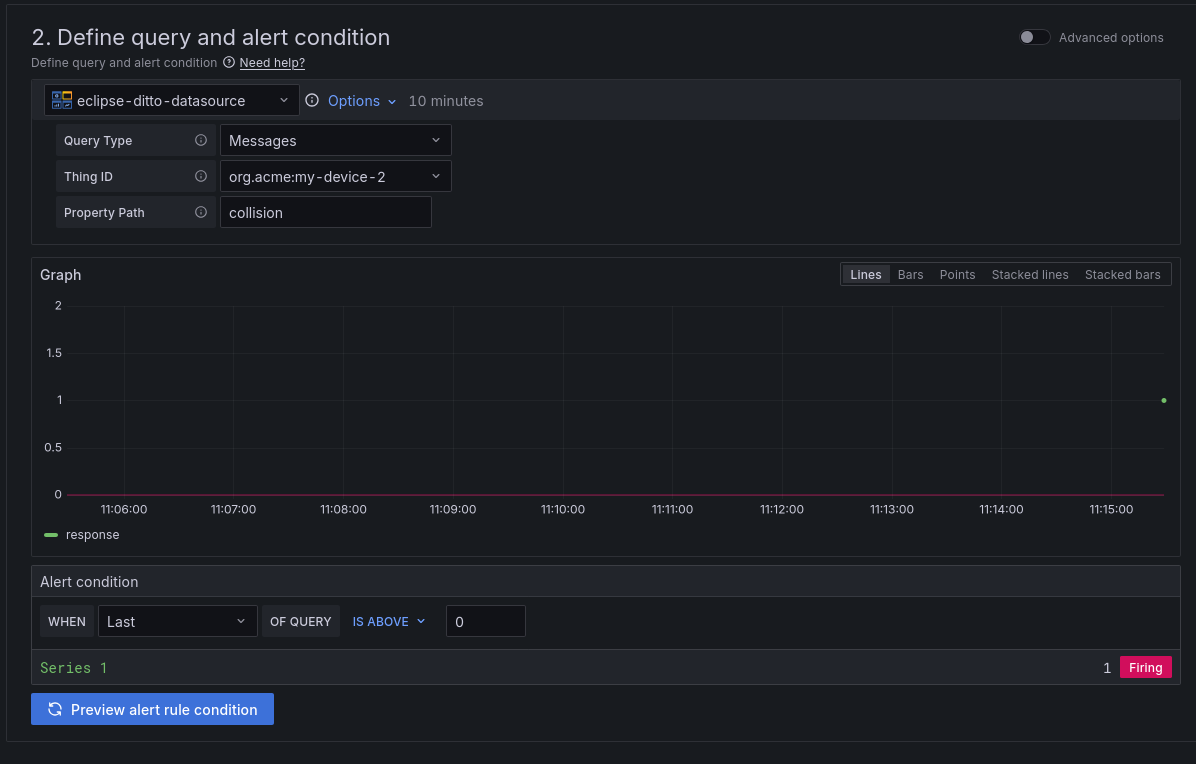 2. Define query and alert condition
Advanced options
Define query and alert condition Need help?
eclipse-ditto-datasource Options 10 minutes
Query Type Messages
Thing ID org.acme:my-device-2
Property Path collision
Graph Lines Bars Points Stacked lines Stacked bars
2
1.5
1
0.5
0
11:06:00 11:07:00 11:08:00 11:09:00 11:10:00 11:11:00 11:12:00 11:13:00 11:14:00 11:15:00
response
Alert condition
WHEN Last OF QUERY IS ABOVE 0
Series 1 1 Firing
Preview alert rule condition